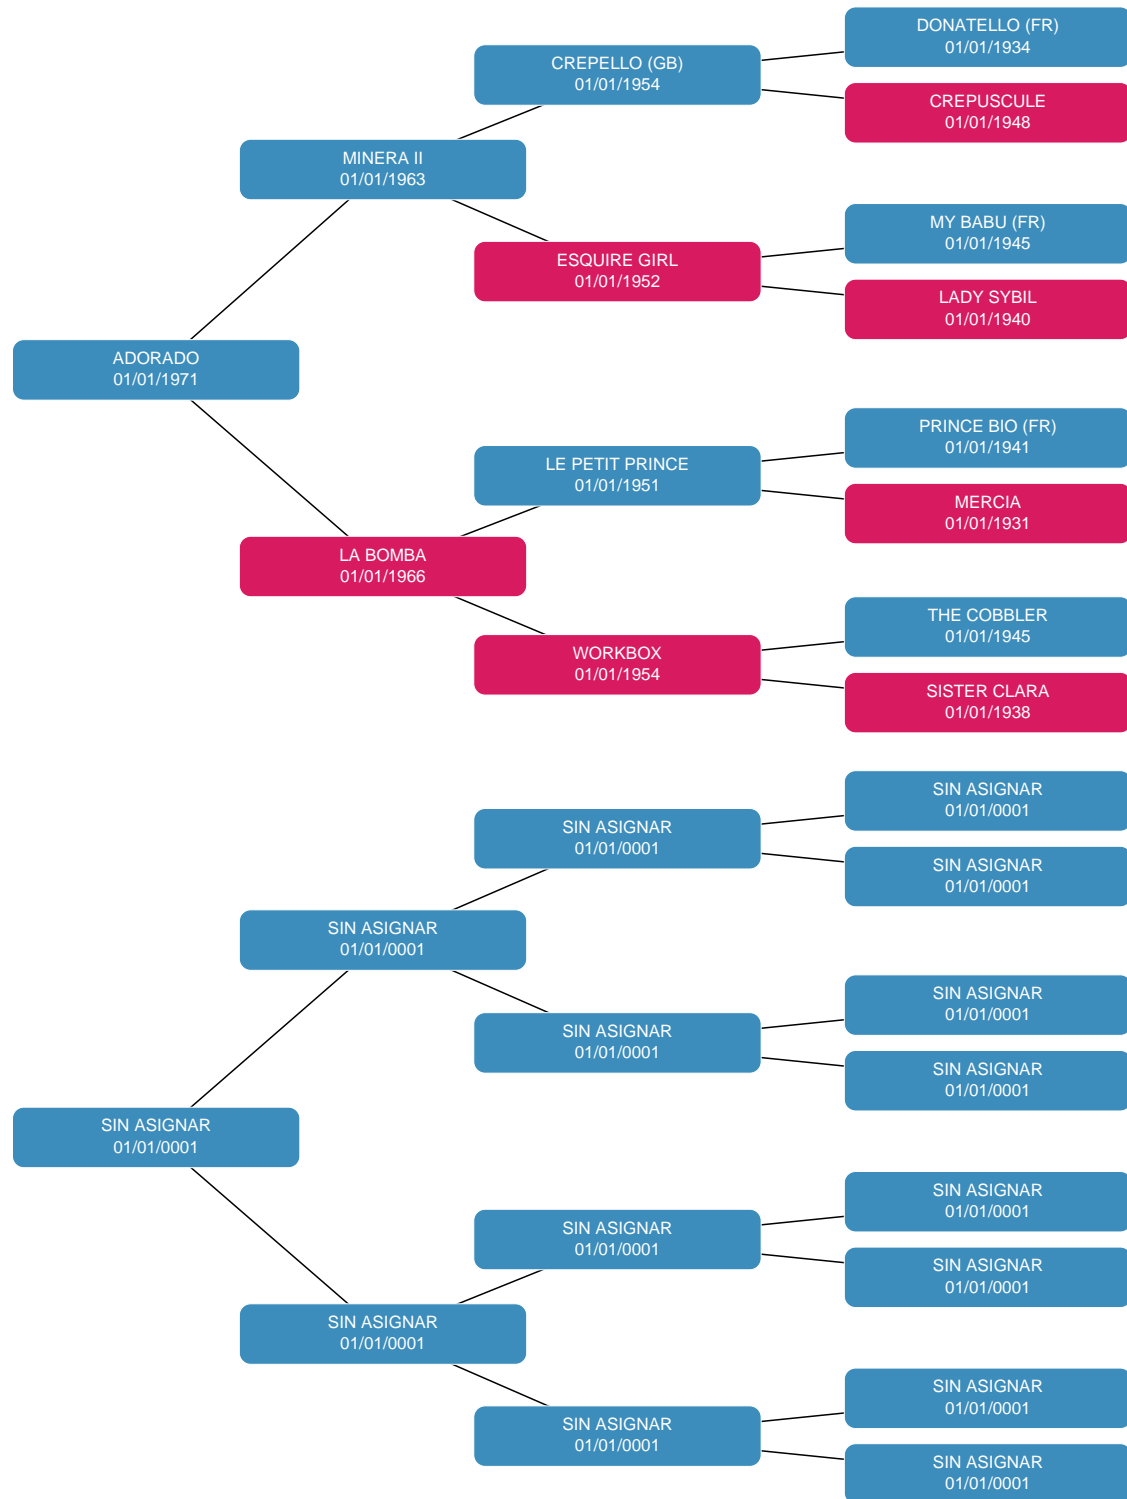 DONATELLO (FR)
01/01/1934
CREPELLO (GB)
01/01/1954
CREPUSCULE
01/01/1948
MINERA II
01/01/1963
MY BABU (FR)
01/01/1945
ESQUIRE GIRL
01/01/1952
LADY SYBIL
01/01/1940
ADORADO
01/01/1971
PRINCE BIO (FR)
01/01/1941
LE PETIT PRINCE
01/01/1951
MERCIA
01/01/1931
LA BOMBA
01/01/1966
THE COBBLER
01/01/1945
WORKBOX
01/01/1954
SISTER CLARA
01/01/1938
SIN ASIGNAR
01/01/0001
SIN ASIGNAR
01/01/0001
SIN ASIGNAR
01/01/0001
SIN ASIGNAR
01/01/0001
SIN ASIGNAR
01/01/0001
SIN ASIGNAR
01/01/0001
SIN ASIGNAR
01/01/0001
SIN ASIGNAR
01/01/0001
SIN ASIGNAR
01/01/0001
SIN ASIGNAR
01/01/0001
SIN ASIGNAR
01/01/0001
SIN ASIGNAR
01/01/0001
SIN ASIGNAR
01/01/0001
SIN ASIGNAR
01/01/0001
SIN ASIGNAR
01/01/0001